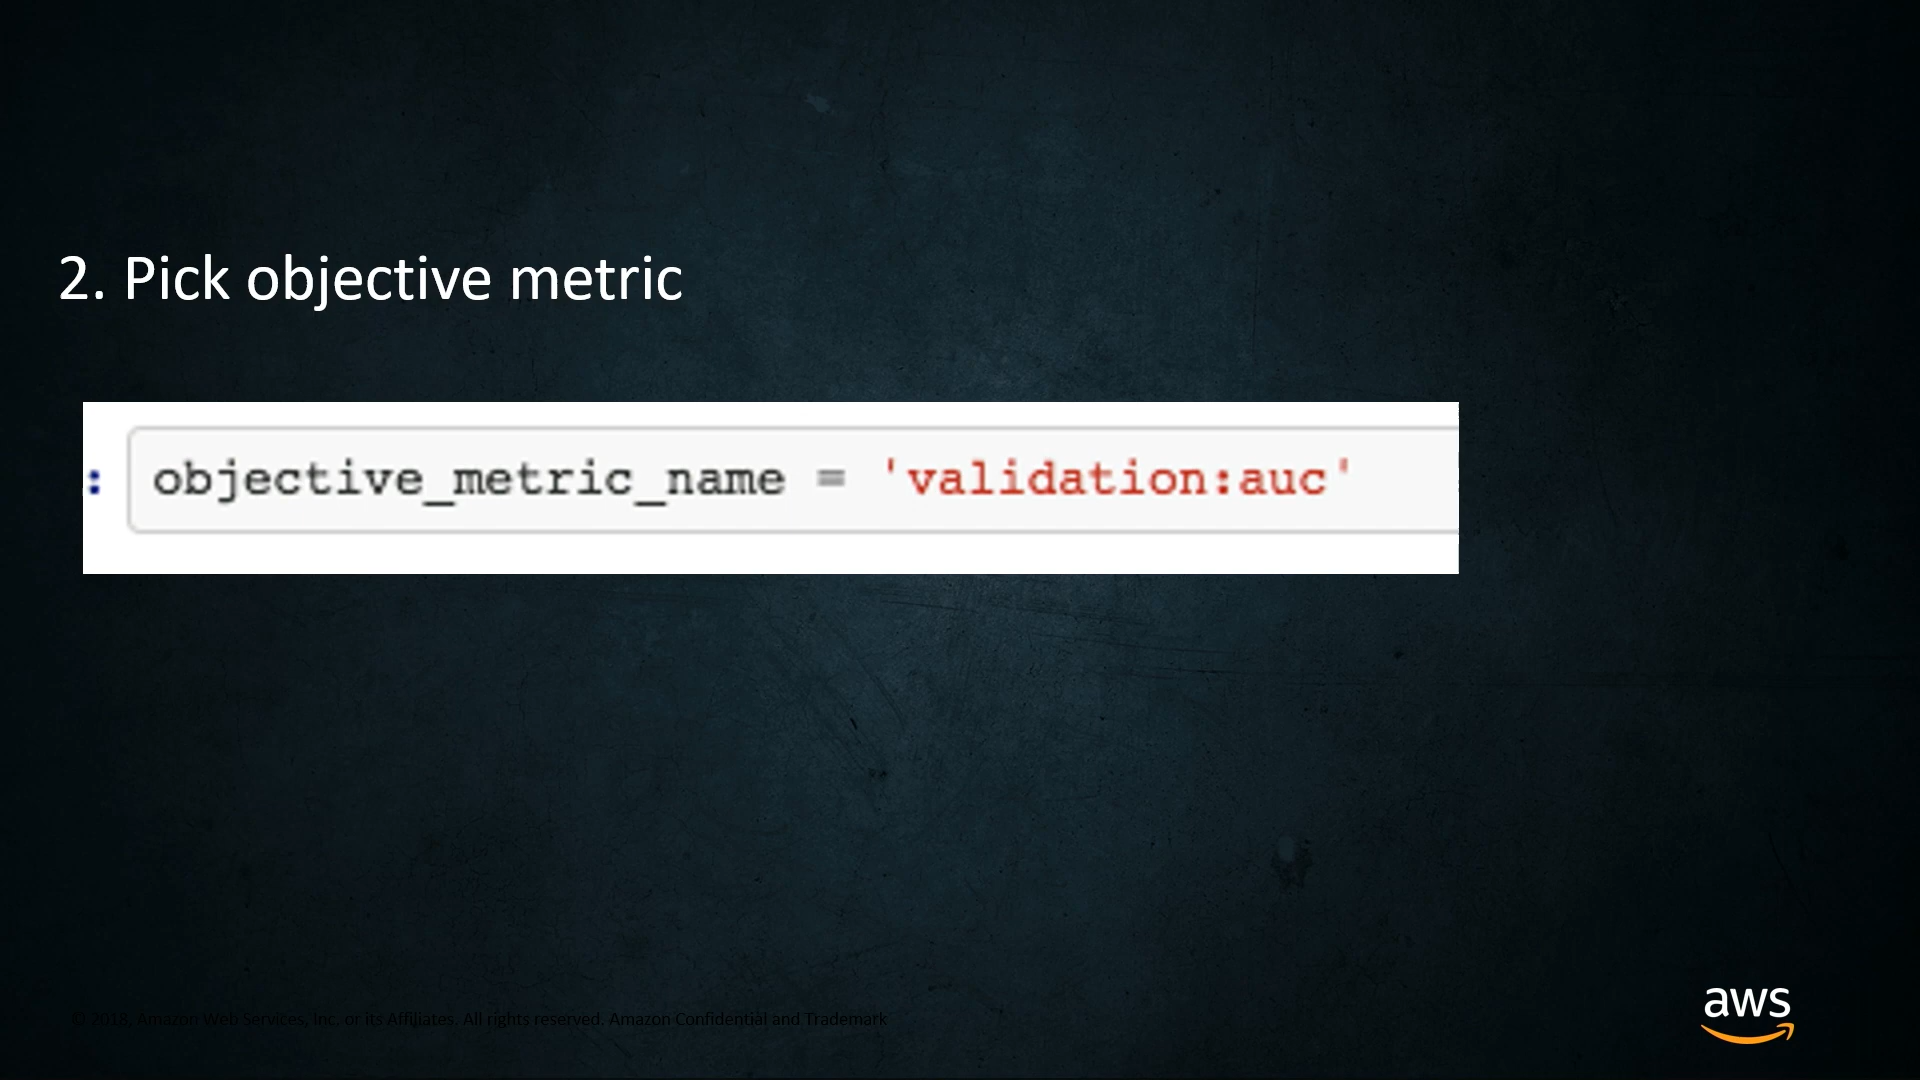 2. Pick objective metric
: objective_metric_name = 'validation:auc'
© 2018, Amazon Web Services, Inc. or its Affiliates. All rights reserved. Amazon Confidential and Trademark
aws